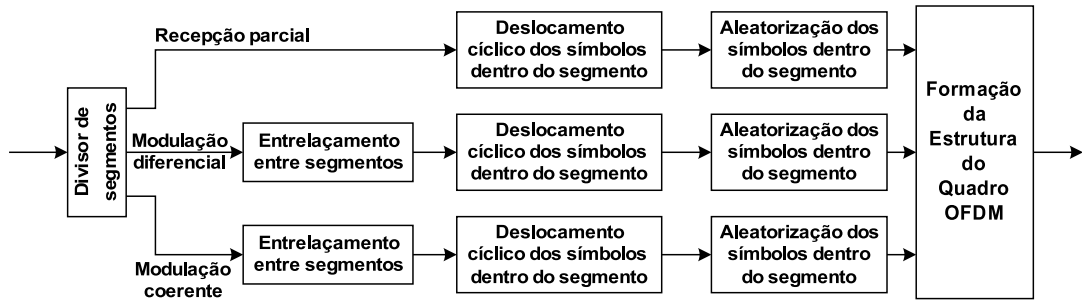 Recepção parcial
Deslocamento
cíclico dos símbolos
dentro do segmento
Aleatorização dos
símbolos dentro
do segmento
Divisor de
segmentos
Modulação
diferencial
Entrelaçamento
entre segmentos
Deslocamento
cíclico dos símbolos
dentro do segmento
Aleatorização dos
símbolos dentro
do segmento
Modulação
coerente
Entrelaçamento
entre segmentos
Deslocamento
cíclico dos símbolos
dentro do segmento
Aleatorização dos
símbolos dentro
do segmento
Formação
da
Estrutura
do
Quadro
OFDM